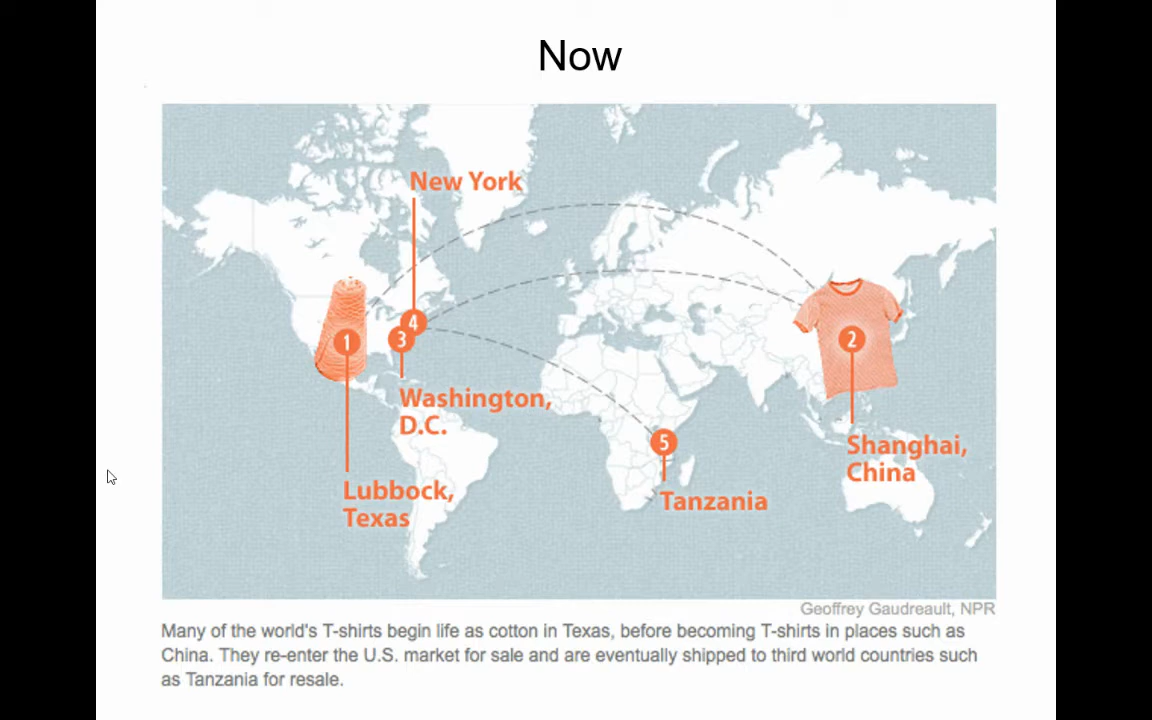 Now
New York
4
3
1
2
Washington,
D.C.
5
Shanghai,
China
Lubbock,
Texas
Tanzania
Geoffrey Gaudreault, NPR
Many of the world's T-shirts begin life as cotton in Texas, before becoming T-shirts in places such as
China. They re-enter the U.S. market for sale and are eventually shipped to third world countries such
as Tanzania for resale.